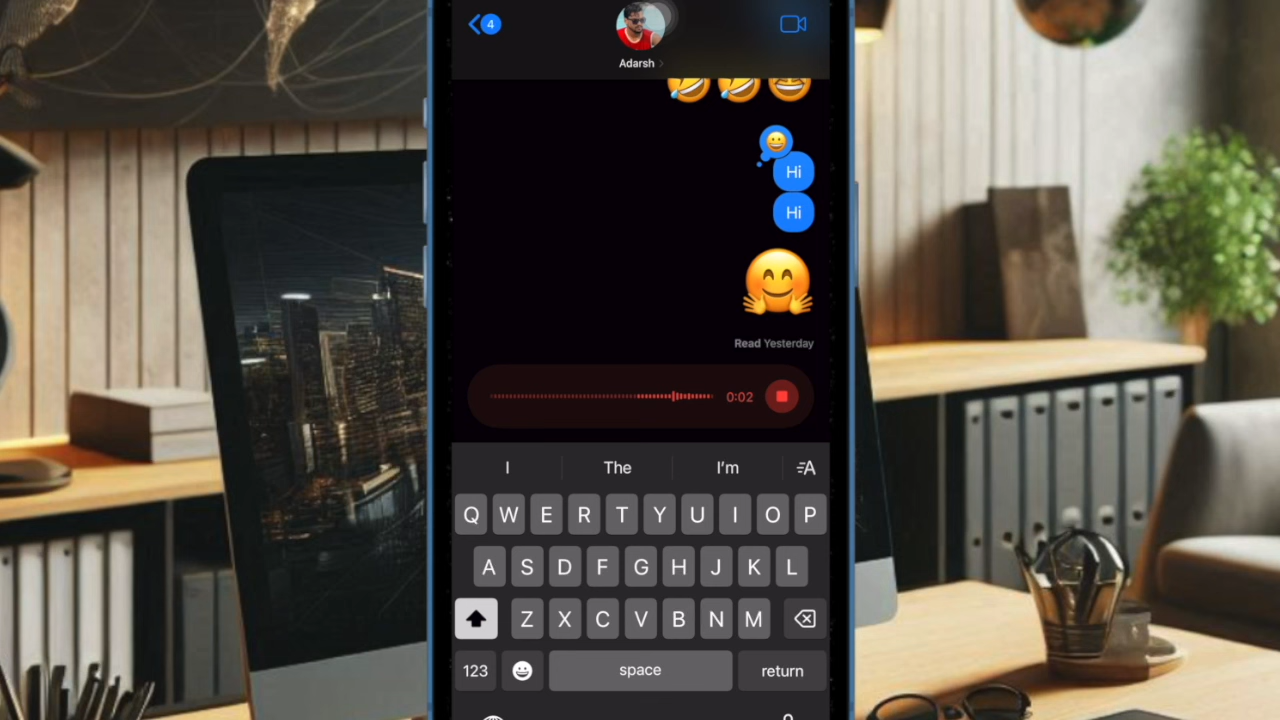 4
Adarsh
Hi
Hi
Read Yesterday
0:02
I The I'm A
Q W E R T Y U I O P
A S D F G H J K L
Z X C V B N M
123 space return